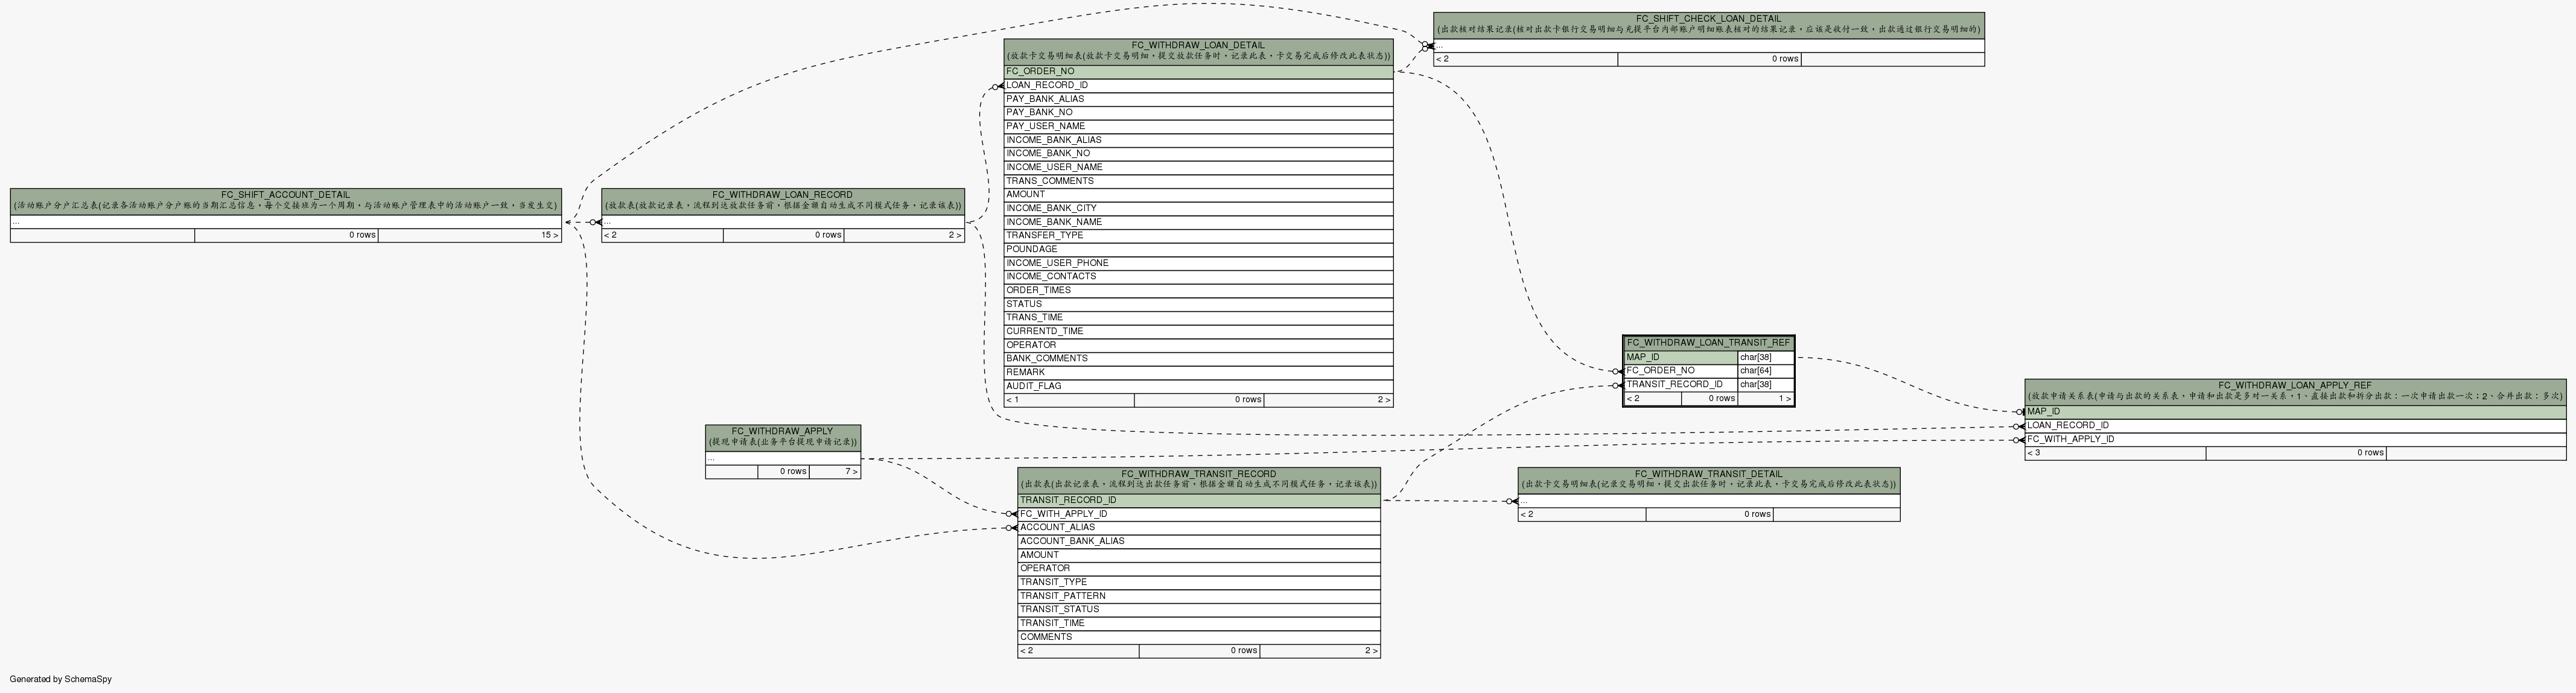 FC_SHIFT_CHECK_LOAN_DETAIL
(出款核对结果记录(核对出款卡银行交易明细与充提平台内部账户明细账表核对的结果记录，应该是收付一致，出款通过银行交易明细的)
...
< 2 0 rows
FC_WITHDRAW_LOAN_DETAIL
(放款卡交易明细表(放款卡交易明细，提交放款任务时，记录此表，卡交易完成后修改此表状态))
FC_ORDER_NO
LOAN_RECORD_ID
PAY_BANK_ALIAS
PAY_BANK_NO
PAY_USER_NAME
INCOME_BANK_ALIAS
INCOME_BANK_NO
INCOME_USER_NAME
TRANS_COMMENTS
AMOUNT
INCOME_BANK_CITY
INCOME_BANK_NAME
TRANSFER_TYPE
POUNDAGE
INCOME_USER_PHONE
INCOME_CONTACTS
ORDER_TIMES
STATUS
TRANS_TIME
CURRENTD_TIME
OPERATOR
BANK_COMMENTS
REMARK
AUDIT_FLAG
< 1 0 rows 2 >
FC_SHIFT_ACCOUNT_DETAIL
(活动账户分户汇总表(记录各活动账户分户账的当期汇总信息，每个交接班为一个周期，与活动账户管理表中的活动账户一致，当发生交)
...
0 rows 15 >
FC_WITHDRAW_LOAN_RECORD
(放款表(放款记录表，流程到达放款任务前，根据金额自动生成不同模式任务，记录该表))
...
< 2 0 rows 2 >
FC_WITHDRAW_LOAN_TRANSIT_REF
MAP_ID char[38]
FC_ORDER_NO char[64]
TRANSIT_RECORD_ID char[38]
< 2 0 rows 1 >
FC_WITHDRAW_LOAN_APPLY_REF
(放款申请关系表(申请与出款的关系表，申请和出款是多对一关系，1、直接出款和拆分出款：一次申请出款一次；2、合并出款：多次)
MAP_ID
LOAN_RECORD_ID
FC_WITH_APPLY_ID
< 3 0 rows
FC_WITHDRAW_APPLY
(提现申请表(业务平台提现申请记录))
...
0 rows 7 >
FC_WITHDRAW_TRANSIT_RECORD
(出款表(出款记录表，流程到达出款任务前，根据金额自动生成不同模式任务，记录该表))
TRANSIT_RECORD_ID
FC_WITH_APPLY_ID
ACCOUNT_ALIAS
ACCOUNT_BANK_ALIAS
AMOUNT
OPERATOR
TRANSIT_TYPE
TRANSIT_PATTERN
TRANSIT_STATUS
TRANSIT_TIME
COMMENTS
< 2 0 rows 2 >
FC_WITHDRAW_TRANSIT_DETAIL
(出款卡交易明细表(记录交易明细，提交出款任务时，记录此表，卡交易完成后修改此表状态))
...
< 2 0 rows
Generated by SchemaSpy